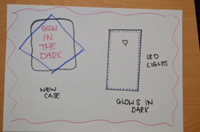 GLOW
IN THE
DARK
LED
LIGHTS
NEW
CASE
GLOWS IN
DARK